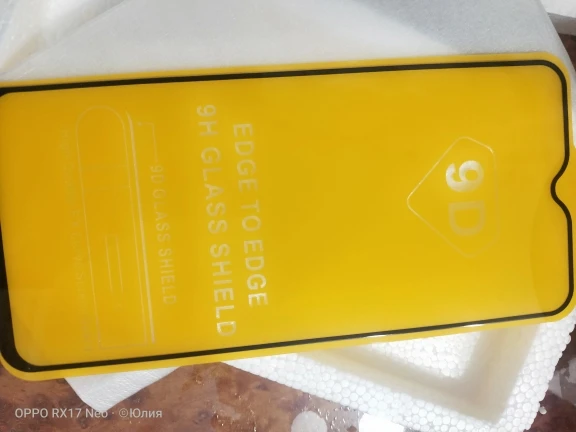 9D
EDGE TO EDGE
9H GLASS SHIELD
9D GLASS SHIELD
OPPO RX17 Neo · ©Юлия